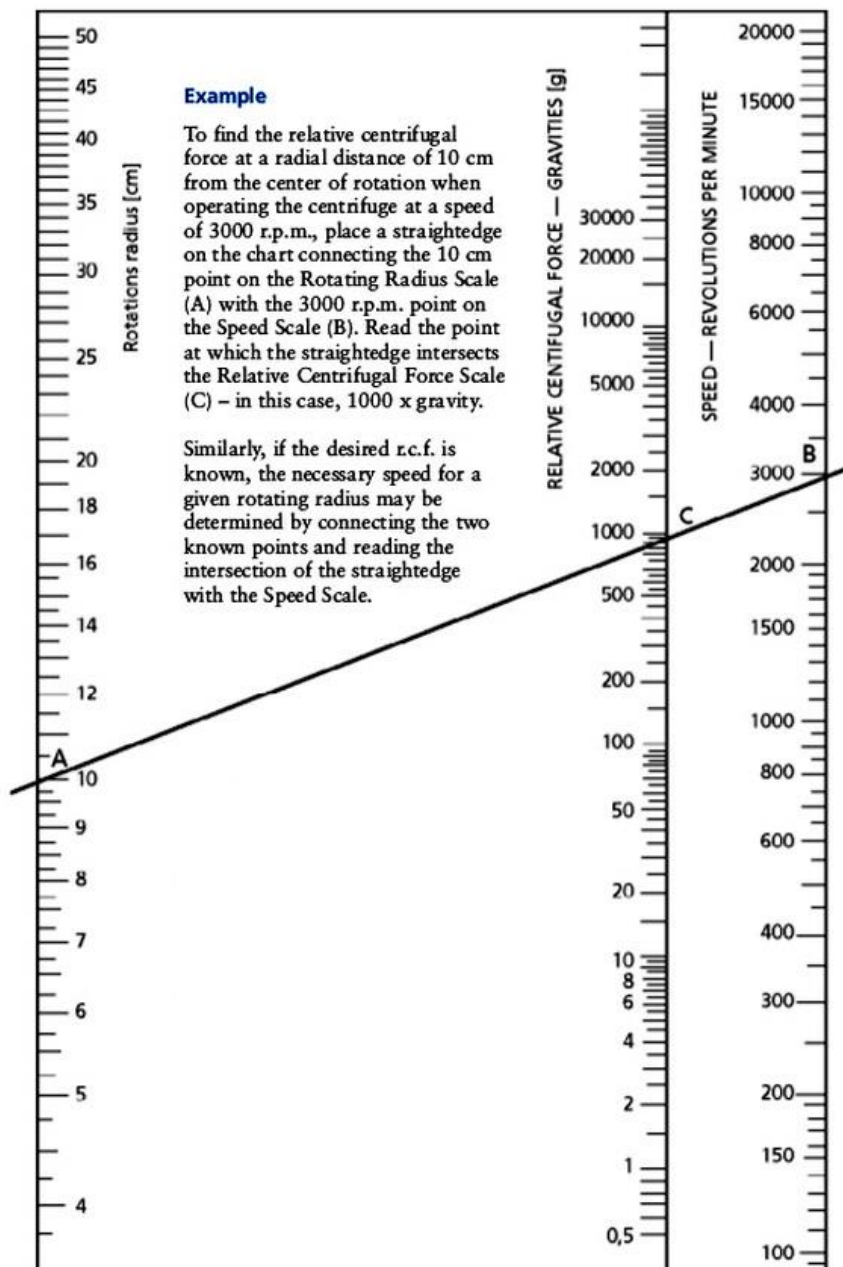 50
45
40
35
30
25
20
18
16
14
12
10
9
8
7
6
5
4
Rotations radius [cm]
A
Example
To find the relative centrifugal
force at a radial distance of 10 cm
from the center of rotation when
operating the centrifuge at a speed
of 3000 r.p.m., place a straightedge
on the chart connecting the 10 cm
point on the Rotating Radius Scale
(A) with the 3000 r.p.m. point on
the Speed Scale (B). Read the point
at which the straightedge intersects
the Relative Centrifugal Force Scale
(C) – in this case, 1000 x gravity.
Similarly, if the desired r.c.f. is
known, the necessary speed for a
given rotating radius may be
determined by connecting the two
known points and reading the
intersection of the straightedge
with the Speed Scale.
RELATIVE CENTIFUGAL FORCE — GRAVITIES [g]
30000
20000
10000
5000
2000
1000
500
200
100
50
20
10
8
6
4
2
1
0,5
C
SPEED — REVOLUTIONS PER MINUTE
20000
15000
10000
8000
6000
4000
B
3000
2000
1500
1000
800
600
400
300
200
150
100